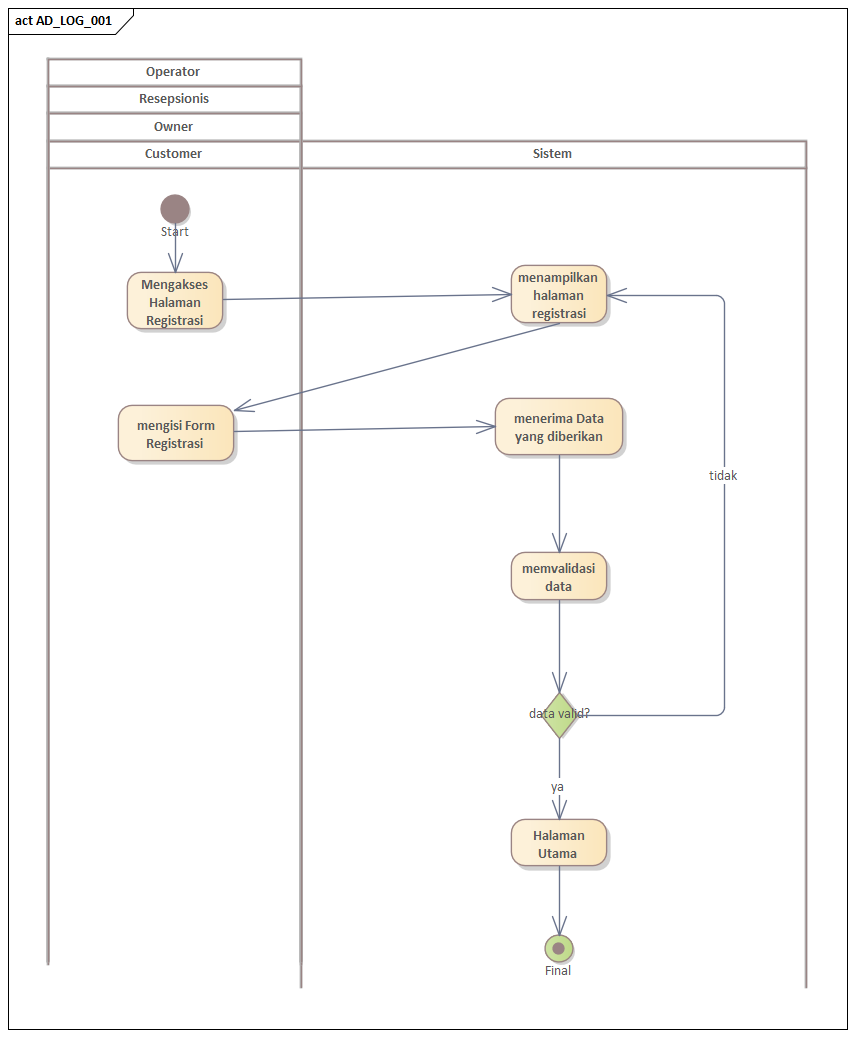 act AD_LOG_001
Operator
Resepsionis
Owner
Customer
Sistem
Start
Mengakses
Halaman
Registrasi
menampilkan
halaman
registrasi
mengisi Form
Registrasi
menerima Data
yang diberikan
tidak
memvalidasi
data
data valid?
ya
Halaman
Utama
Final